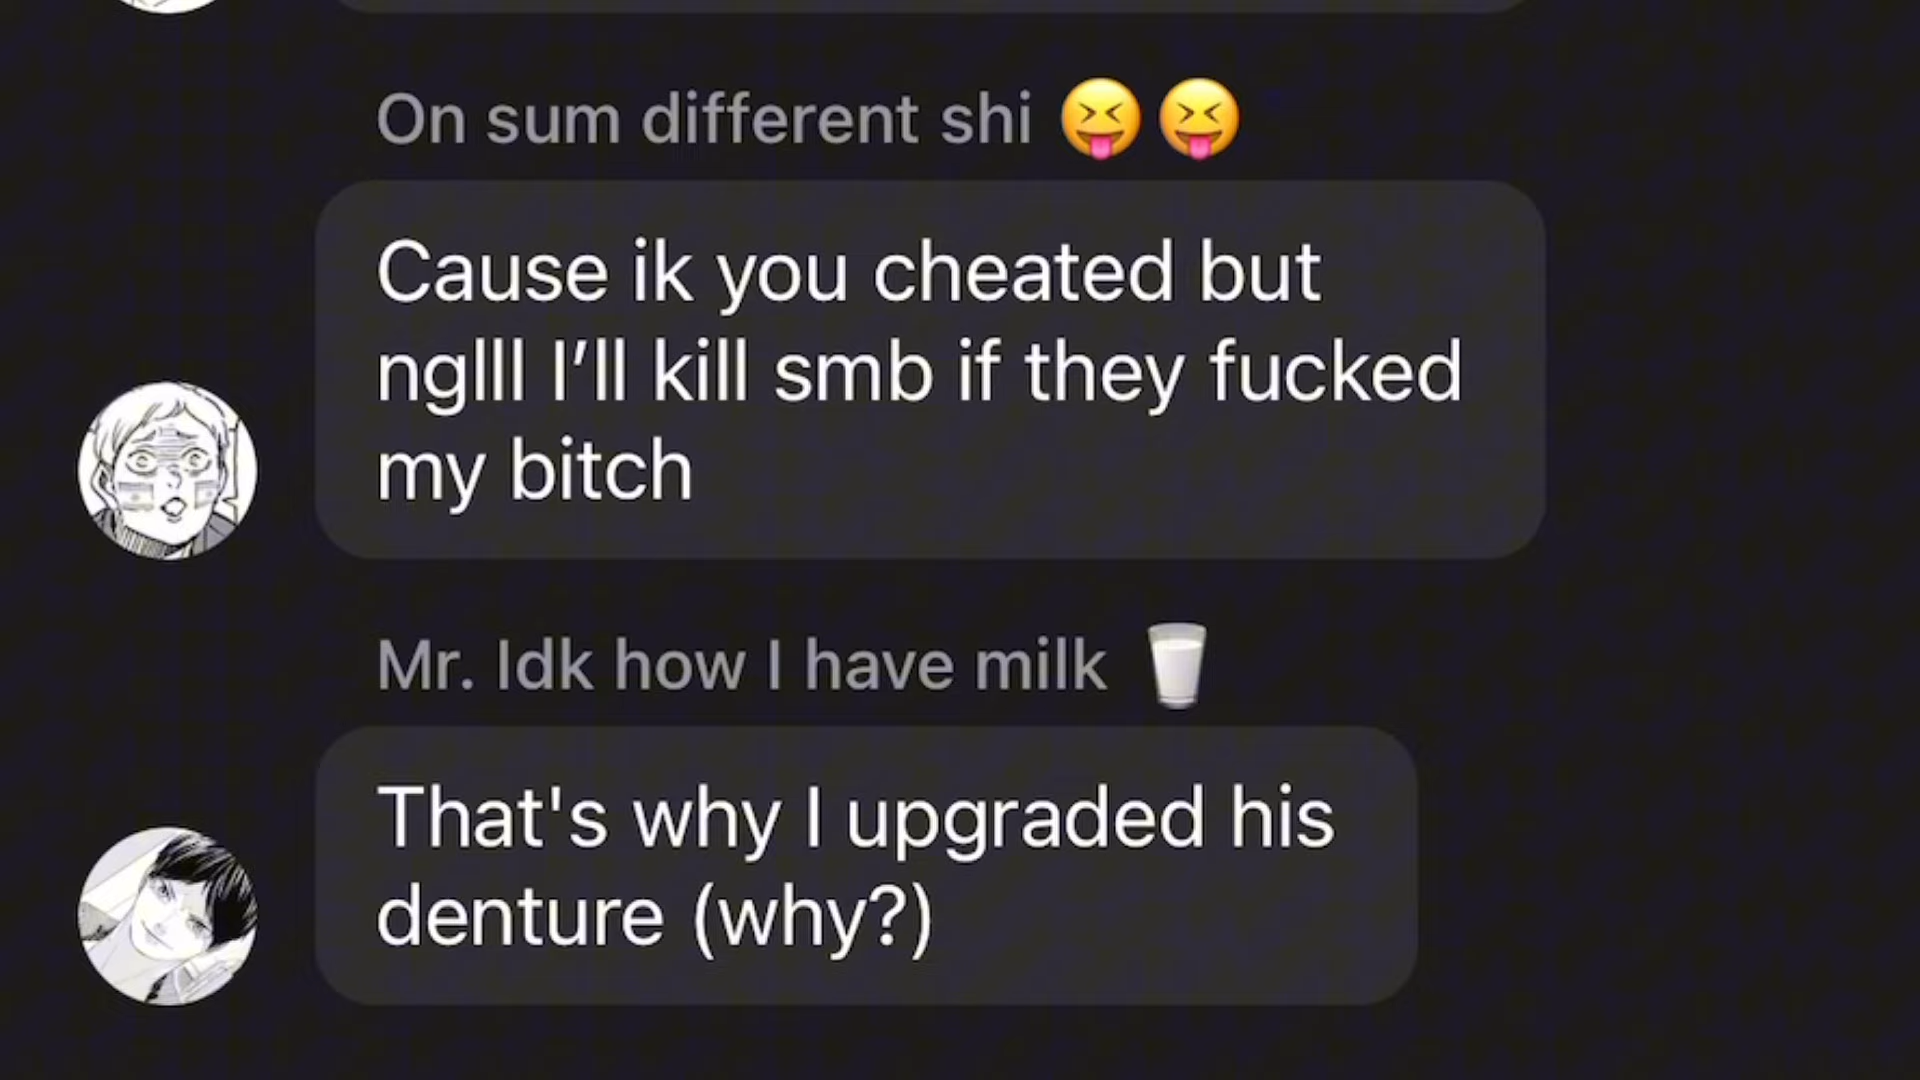 On sum different shi 😝😝
Cause ik you cheated but
nglll I’ll kill smb if they fucked
my bitch
Mr. Idk how I have milk 🥛
That's why I upgraded his
denture (why?)